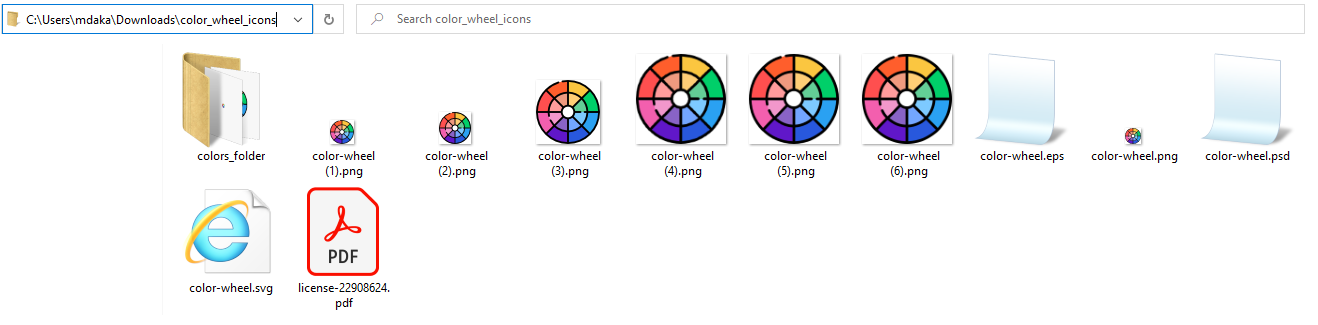 C:\Users\mdaka\Downloads\color_wheel_icons
Search color_wheel_icons
colors_folder
color-wheel
(1).png
color-wheel
(2).png
color-wheel
(3).png
color-wheel
(4).png
color-wheel
(5).png
color-wheel
(6).png
color-wheel.eps
color-wheel.png
color-wheel.psd
color-wheel.svg
PDF
license-22908624.
pdf